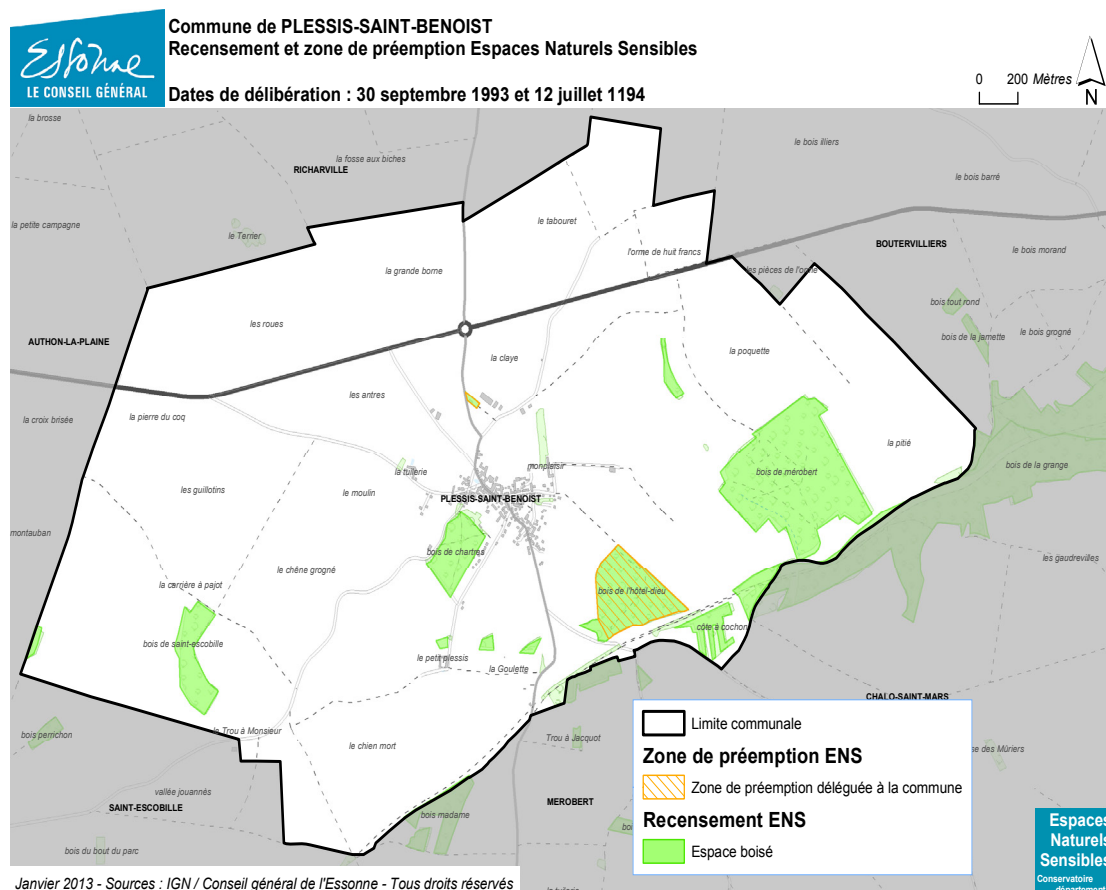 Essonne
LE CONSEIL GÉNÉRAL
Commune de PLESSIS-SAINT-BENOIST
Recensement et zone de préemption Espaces Naturels Sensibles
Dates de délibération : 30 septembre 1993 et 12 juillet 1194
0 200 Mètres
N
la brosse
la fosse aux biches
RICHARVILLE
le bois illiers
le bois barré
la petite campagne
le Terrier
le tabouret
l'orme de huit francs
BOUTERVILLIERS
le bois morand
la grande borne
les pièces de l'orme
bois tout rond
le bois grogné
bois de la jamette
les roues
AUTHON-LA-PLAINE
la claye
la poquette
les antres
la croix brisée
la pierre du coq
la pitié
bois de la grange
la tuilerie
monplaisir
bois de mérobert
les guillotins
le moulin
PLESSIS-SAINT-BENOIST
montauban
bois de chartres
les gaudrevilles
le chêne grogné
la carrière à pajot
bois de l'hôtel-dieu
côte à cochon
bois de saint-escobille
le petit plessis
la Goulette
CHALO-SAINT-MARS
bois perrichon
le Trou à Monsieur
le chien mort
Trou à Jacquot
se des Mûriers
vallée jouannès
SAINT-ESCOBILLE
MEROBERT
bois madame
boi
bois du bout du parc
la tuilerie
Limite communale
Zone de préemption ENS
Zone de préemption déléguée à la commune
Recensement ENS
Espace boisé
Espaces
Naturels
Sensibles
Conservatoire
département
Janvier 2013 - Sources : IGN / Conseil général de l'Essonne - Tous droits réservés